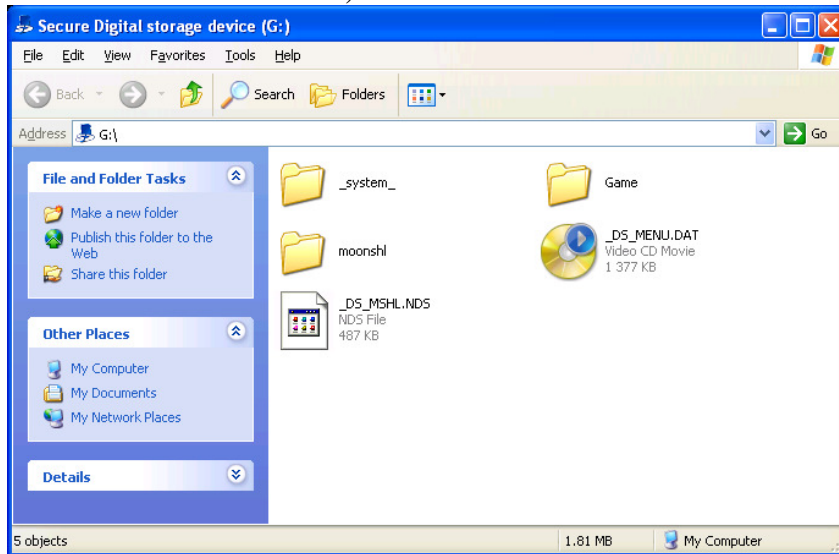 Secure Digital storage device (G:)
File Edit View Favorites Tools Help
Back Search Folders
Address G:\ Go
File and Folder Tasks
Make a new folder
Publish this folder to the
Web
Share this folder
Other Places
My Computer
My Documents
My Network Places
Details
_system_
Game
moonshl
_DS_MENU.DAT
Video CD Movie
1 377 KB
_DS_MSHL.NDS
NDS File
487 KB
5 objects 1.81 MB My Computer